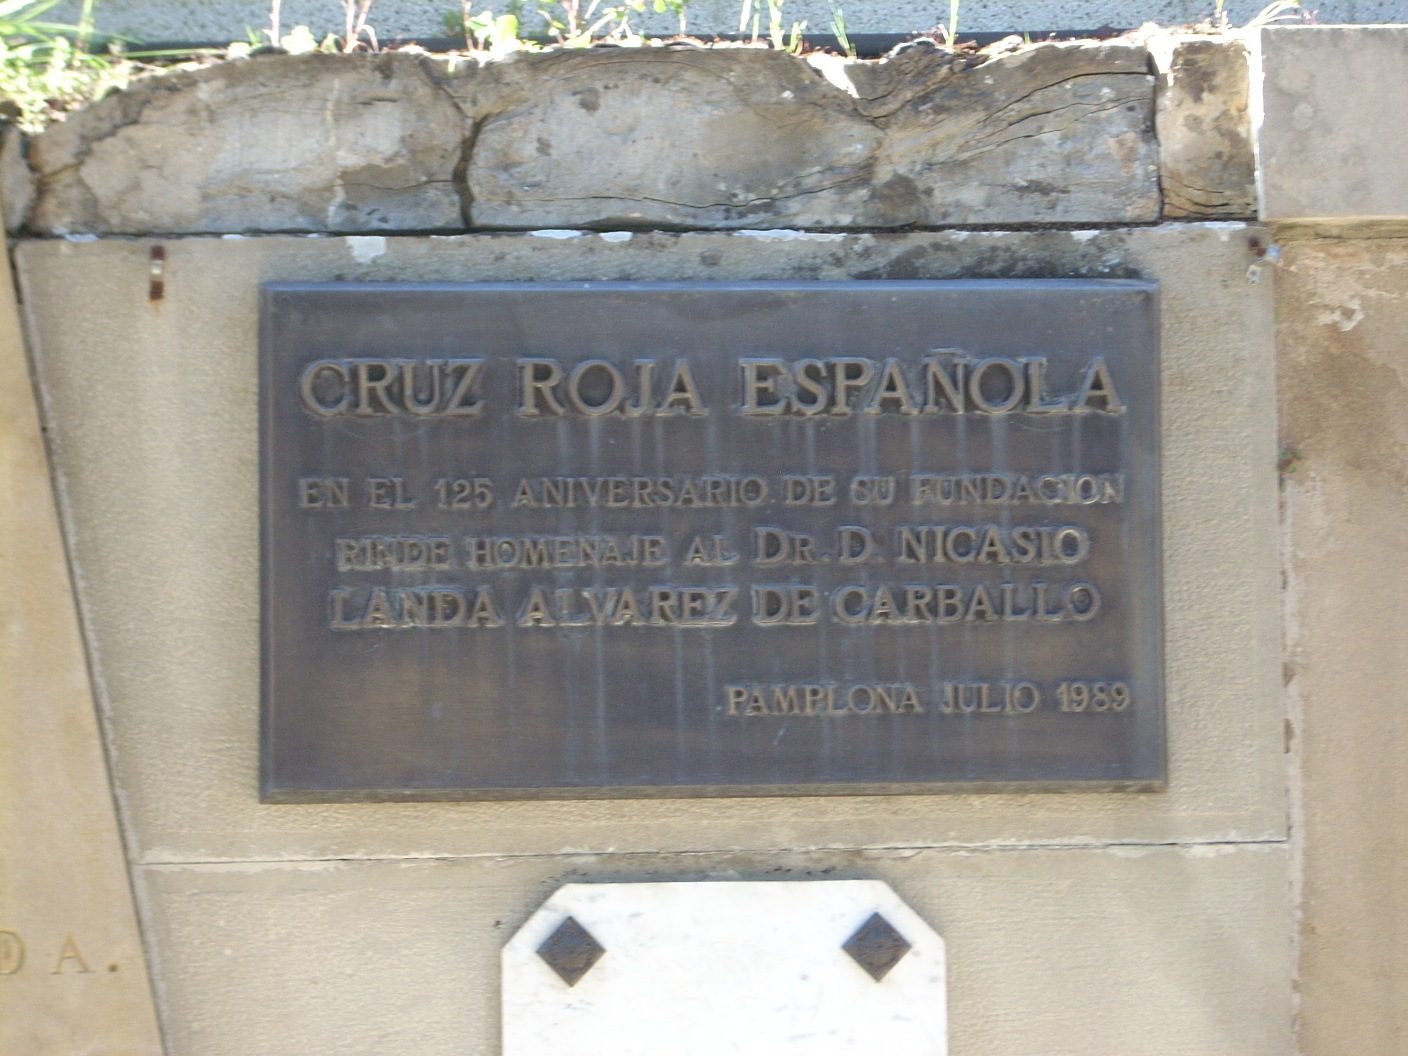 CRUZ ROJA ESPAÑOLA
EN EL 125 ANIVERSARIO DE SU FUNDACION
RINDE HOMENAJE AL DR. D. NICASIO
LANDA ALVAREZ DE CARBALLO
PAMPLONA JULIO 1989
DA.